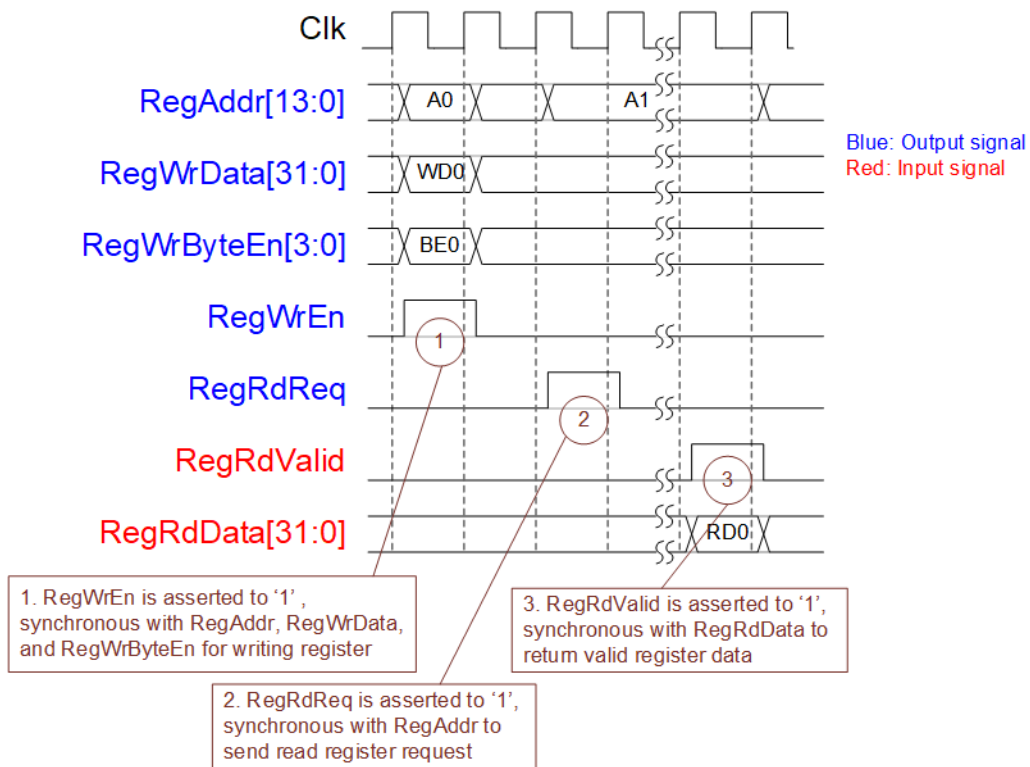 Clk
RegAddr[13:0]
A0
A1
Blue: Output signal
Red: Input signal
RegWrData[31:0]
WD0
RegWrByteEn[3:0]
BE0
RegWrEn
1
RegRdReq
2
RegRdValid
3
RegRdData[31:0]
RD0
1. RegWrEn is asserted to ‘1’ ,
synchronous with RegAddr, RegWrData,
and RegWrByteEn for writing register
3. RegRdValid is asserted to ‘1’,
synchronous with RegRdData to
return valid register data
2. RegRdReq is asserted to ‘1’,
synchronous with RegAddr to
send read register request